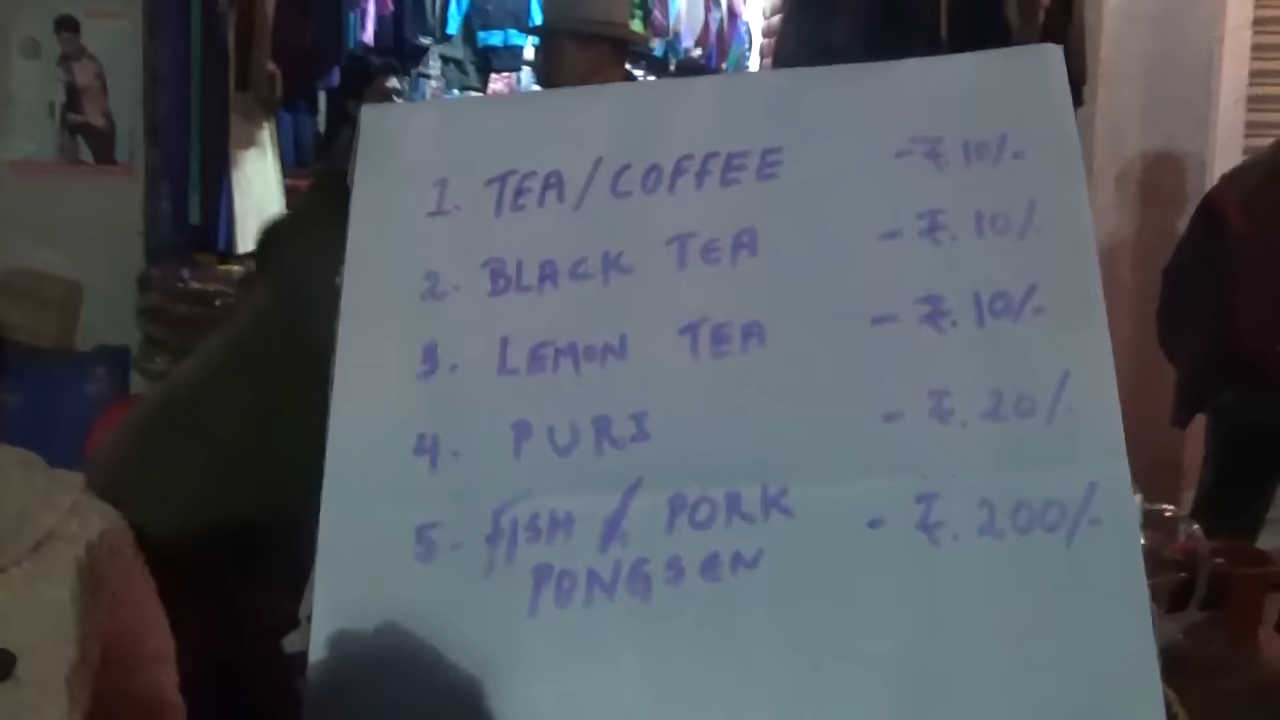 1. TEA/COFFEE - ₹.10/-
2. BLACK TEA - ₹.10/-
3. LEMON TEA - ₹.10/-
4. PURI - ₹.20/-
5. FISH / PORK - ₹.200/-
PONGSEN